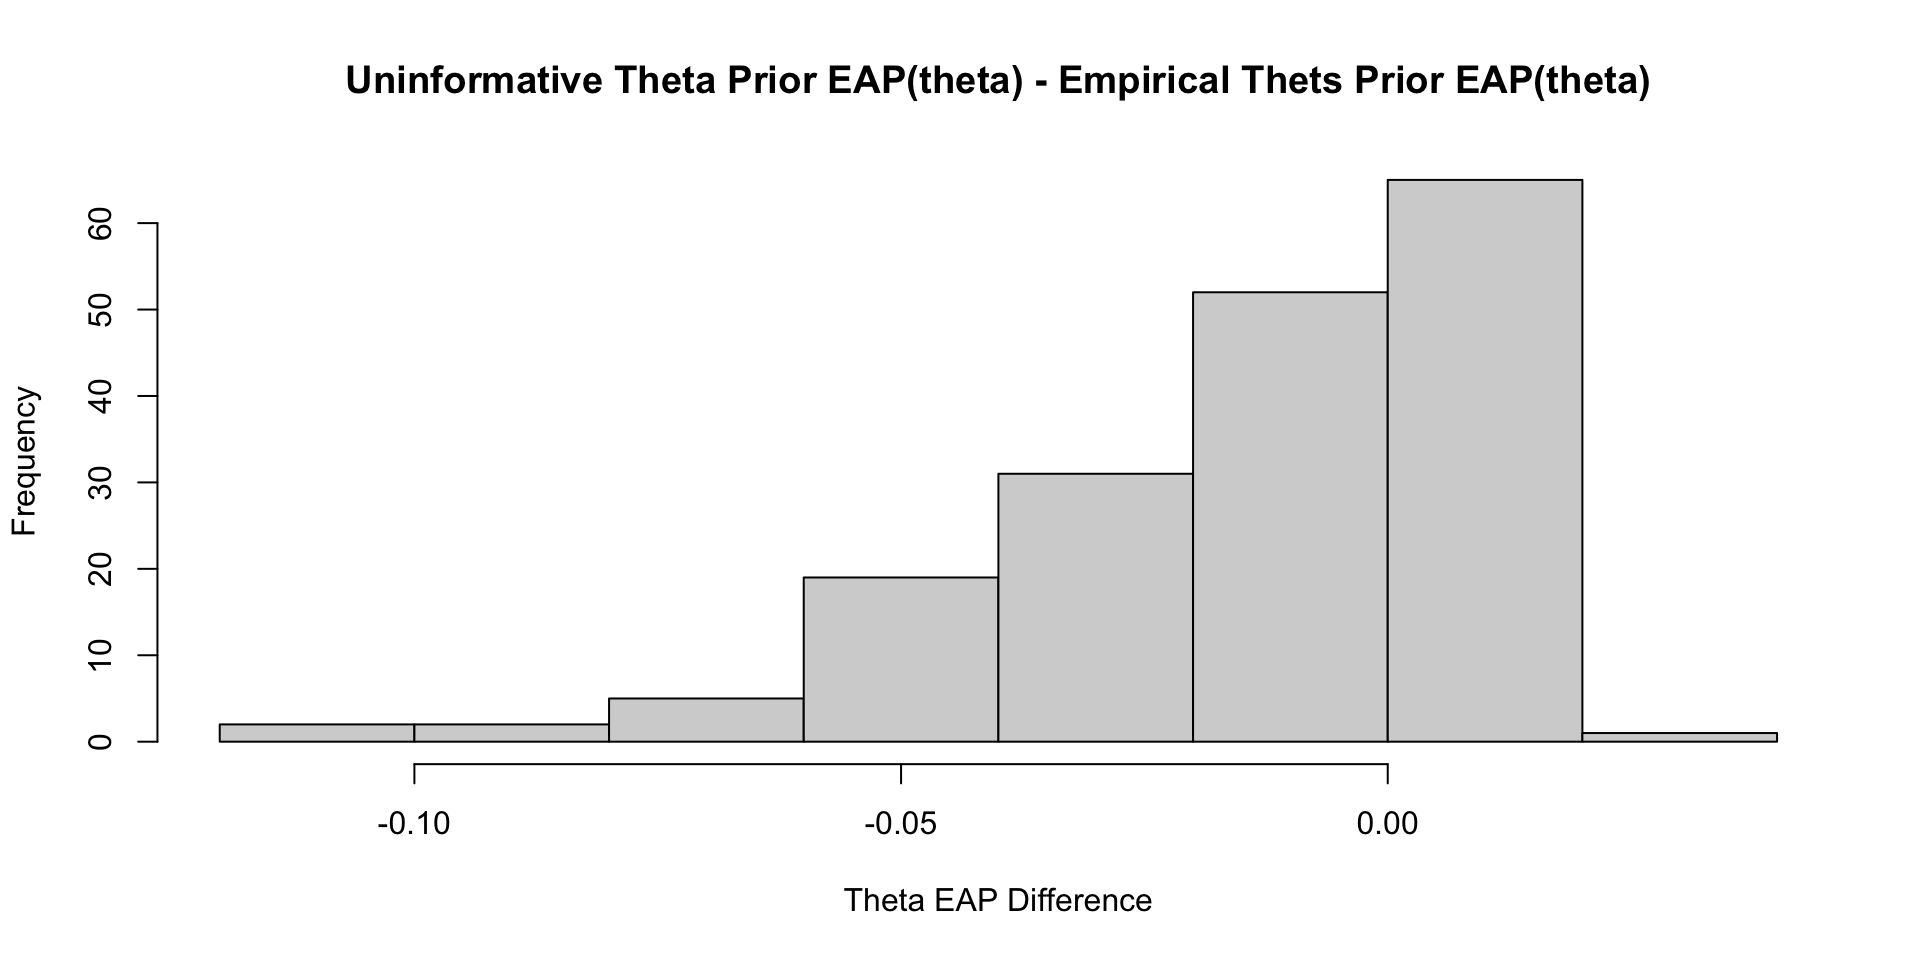 Uninformative Theta Prior EAP(theta) - Empirical Thets Prior EAP(theta)
Frequency
60
50
40
30
20
10
0
-0.10 -0.05 0.00
Theta EAP Difference